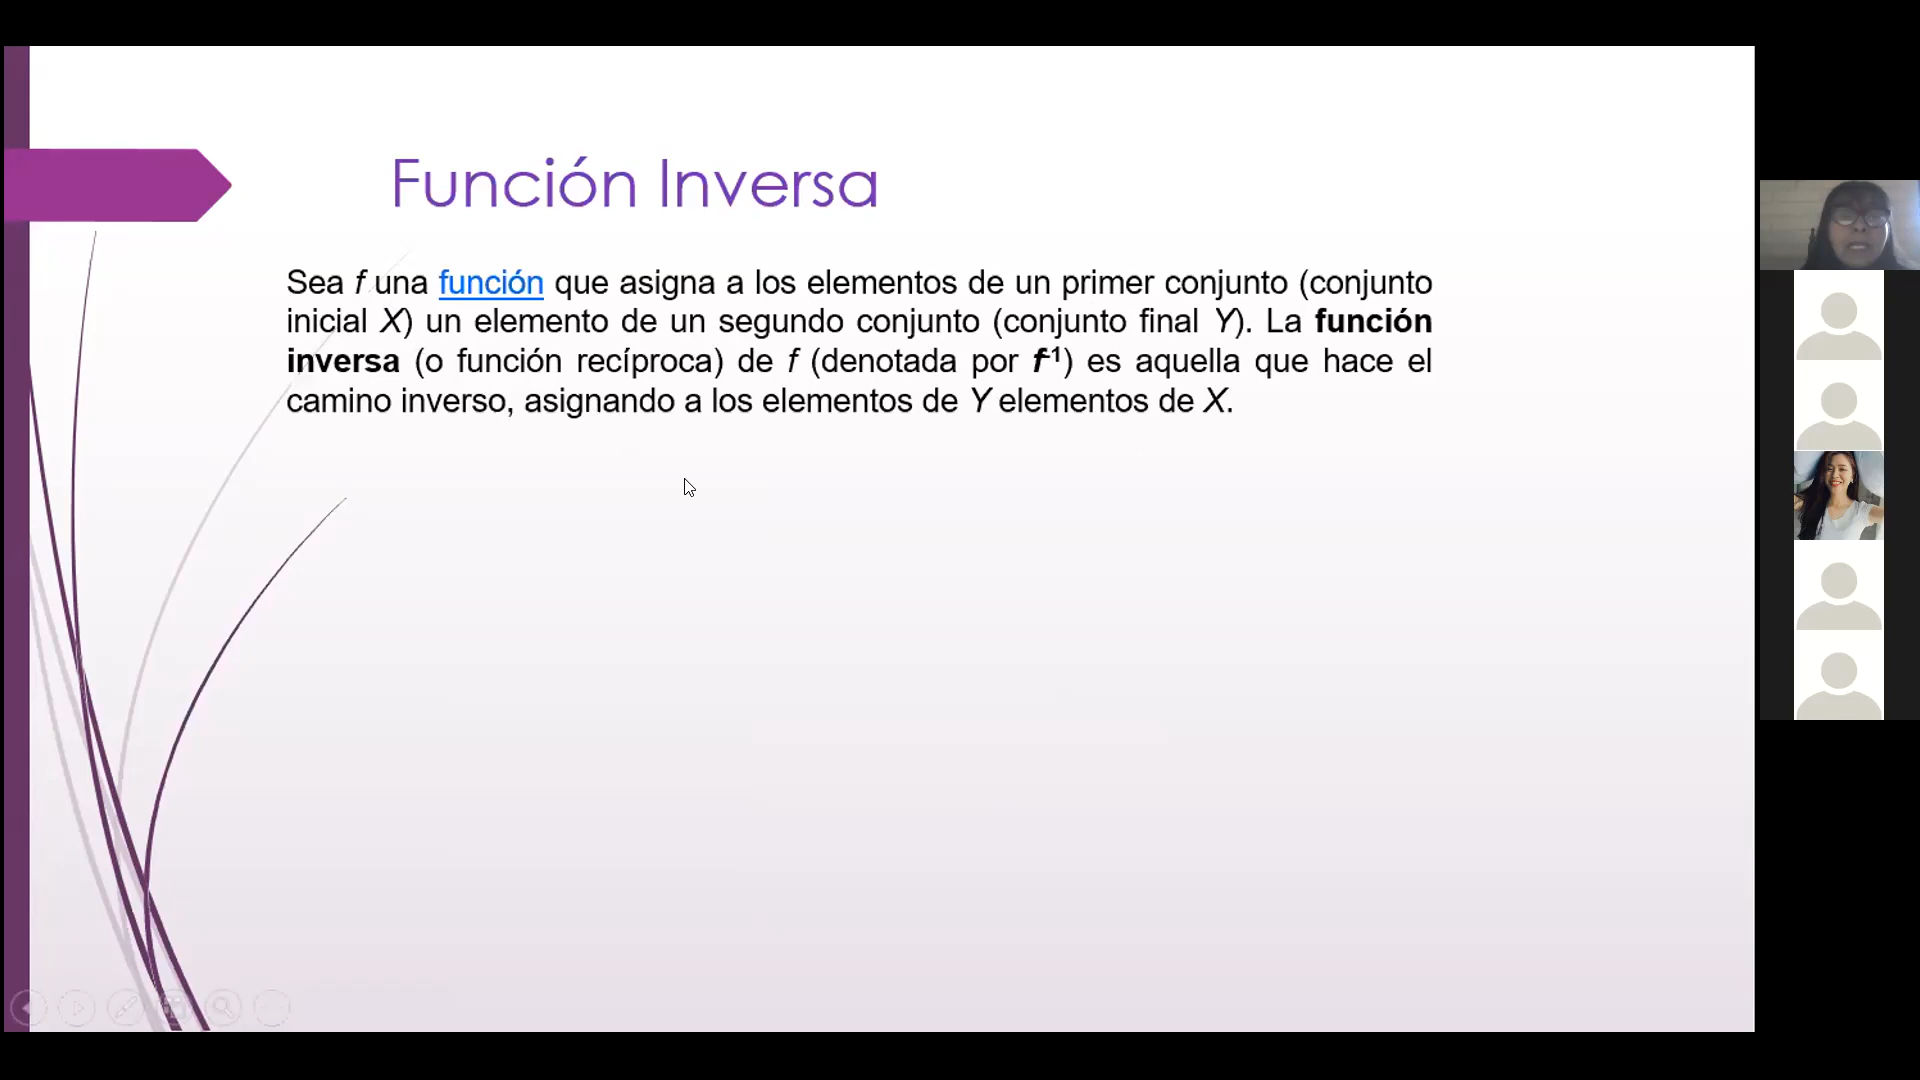 Función Inversa
Sea f una función que asigna a los elementos de un primer conjunto (conjunto
inicial X) un elemento de un segundo conjunto (conjunto final Y). La función
inversa (o función recíproca) de f (denotada por f⁻¹) es aquella que hace el
camino inverso, asignando a los elementos de Y elementos de X.